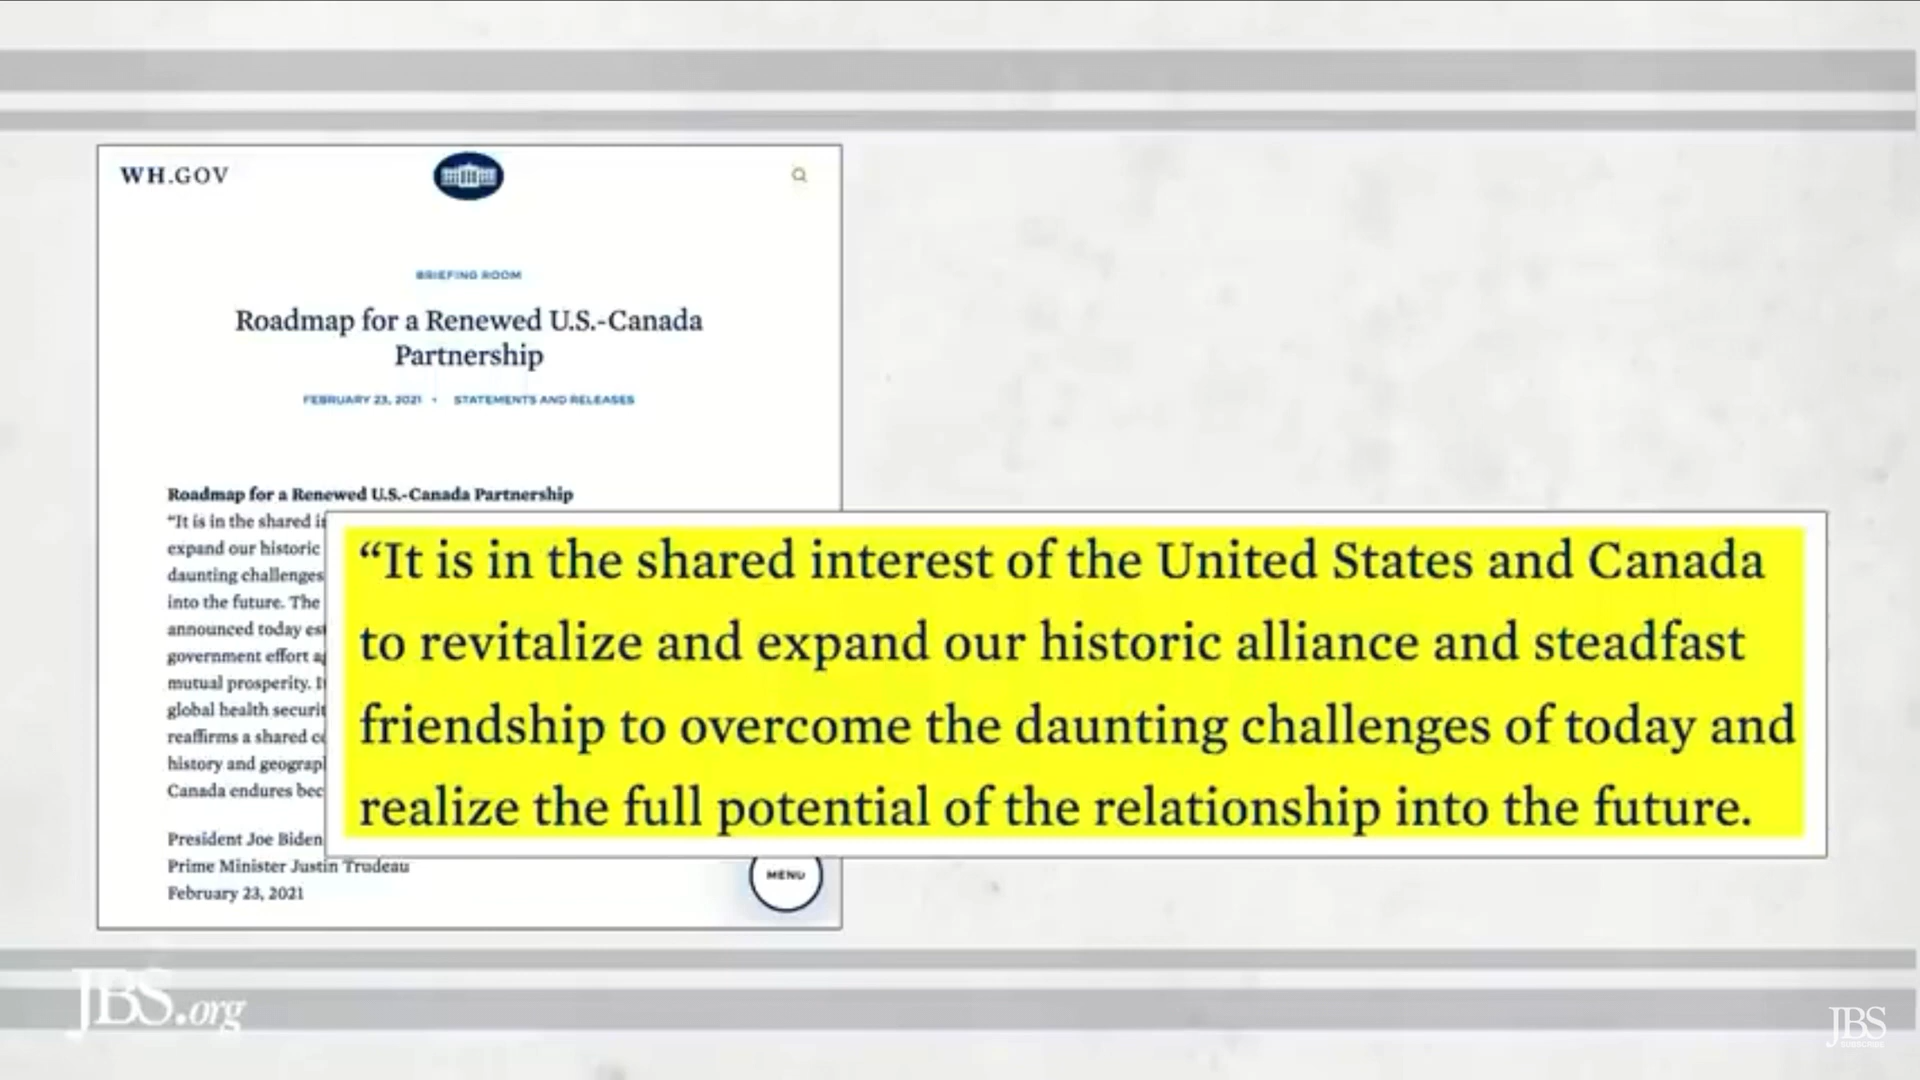 WH.GOV
BRIEFING ROOM
Roadmap for a Renewed U.S.-Canada
Partnership
FEBRUARY 23, 2021 • STATEMENTS AND RELEASES
Roadmap for a Renewed U.S.-Canada Partnership
“It is in the shared
expand our historic
daunting challenges
into the future. The
announced today
government effort
mutual prosperity.
global health
reaffirms a shared
history and
Canada endures
President Joe Biden
Prime Minister Justin Trudeau
February 23, 2021
MENU
“It is in the shared interest of the United States and Canada
to revitalize and expand our historic alliance and steadfast
friendship to overcome the daunting challenges of today and
realize the full potential of the relationship into the future.
JBS.org
JBS
SUBSCRIBE